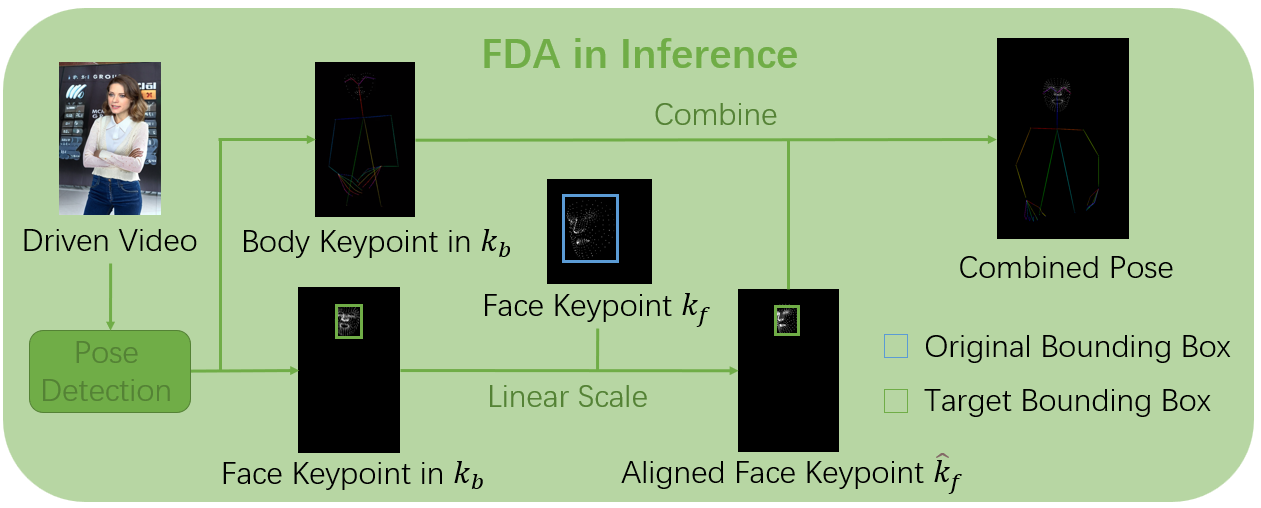 FDA in Inference
Combine
Driven Video
Body Keypoint in k_b
Combined Pose
Face Keypoint k_f
Pose
Detection
Linear Scale
Original Bounding Box
Target Bounding Box
Face Keypoint in k_b
Aligned Face Keypoint k̂_f